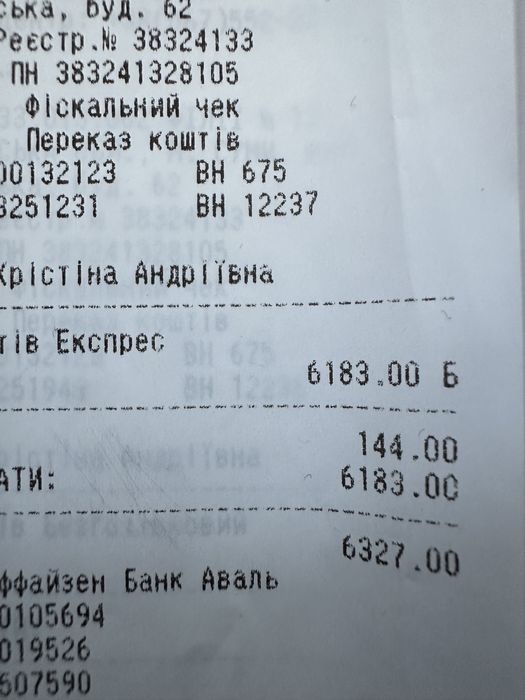 ська, буд. 62
Реєстр.№ 38324133
ПН 383241328105
Фіскальний чек
Переказ коштів
00132123 ВН 675
3251231 ВН 12237
Крістіна Андріївна
тів Експрес
6183.00 Б
144.00
АТИ: 6183.00
6327.00
ффайзен Банк Аваль
0105694
019526
607590